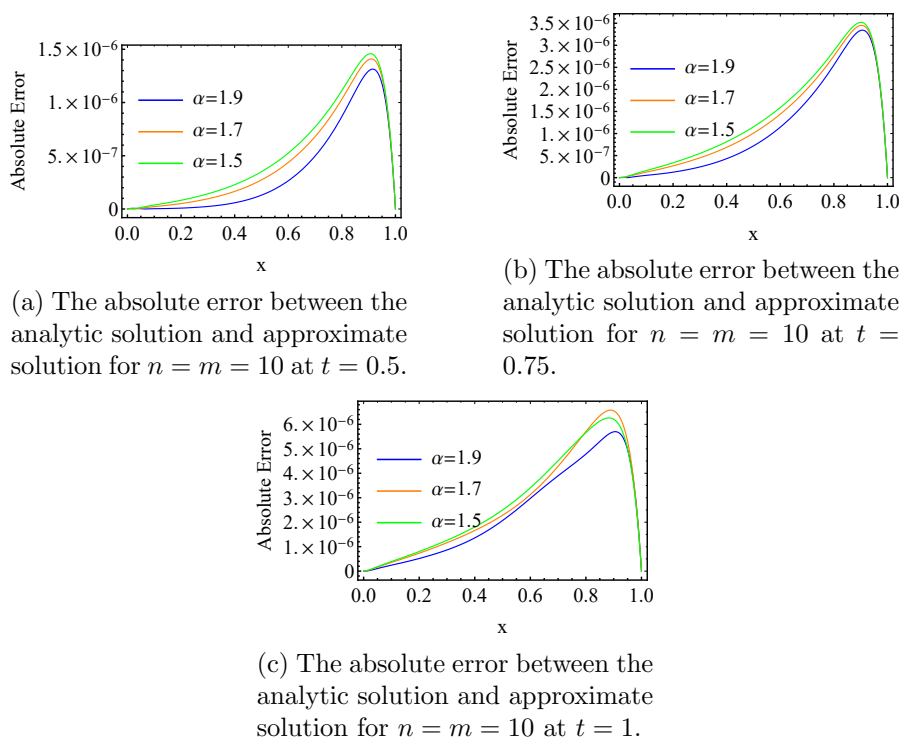 1.5×10⁻⁶
1.×10⁻⁶
5.×10⁻⁷
0
Absolute Error
α=1.9
α=1.7
α=1.5
0.0 0.2 0.4 0.6 0.8 1.0
x
(a) The absolute error between the
analytic solution and approximate
solution for n = m = 10 at t = 0.5.
3.5×10⁻⁶
3.×10⁻⁶
2.5×10⁻⁶
2.×10⁻⁶
1.5×10⁻⁶
1.×10⁻⁶
5.×10⁻⁷
0
Absolute Error
α=1.9
α=1.7
α=1.5
0.0 0.2 0.4 0.6 0.8 1.0
x
(b) The absolute error between the
analytic solution and approximate
solution for n = m = 10 at t =
0.75.
6.×10⁻⁶
5.×10⁻⁶
4.×10⁻⁶
3.×10⁻⁶
2.×10⁻⁶
1.×10⁻⁶
0
Absolute Error
α=1.9
α=1.7
α=1.5
0.0 0.2 0.4 0.6 0.8 1.0
x
(c) The absolute error between the
analytic solution and approximate
solution for n = m = 10 at t = 1.